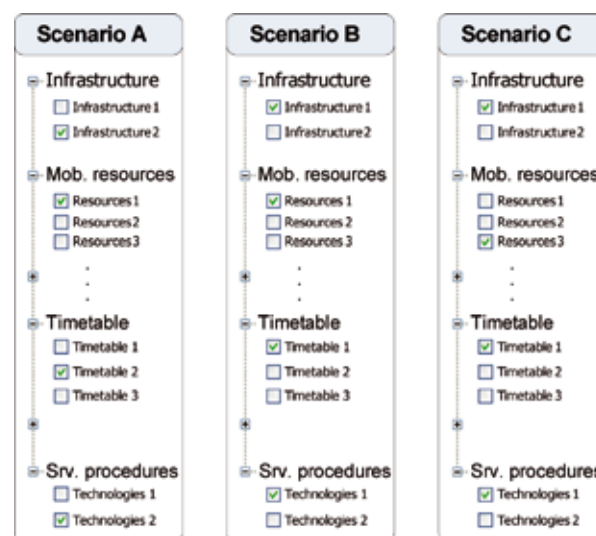 Scenario A
Infrastructure
Infrastructure 1
Infrastructure 2
Mob. resources
Resources 1
Resources 2
Resources 3
Timetable
Timetable 1
Timetable 2
Timetable 3
Srv. procedures
Technologies 1
Technologies 2
Scenario B
Infrastructure
Infrastructure 1
Infrastructure 2
Mob. resources
Resources 1
Resources 2
Resources 3
Timetable
Timetable 1
Timetable 2
Timetable 3
Srv. procedures
Technologies 1
Technologies 2
Scenario C
Infrastructure
Infrastructure 1
Infrastructure 2
Mob. resources
Resources 1
Resources 2
Resources 3
Timetable
Timetable 1
Timetable 2
Timetable 3
Srv. procedures
Technologies 1
Technologies 2